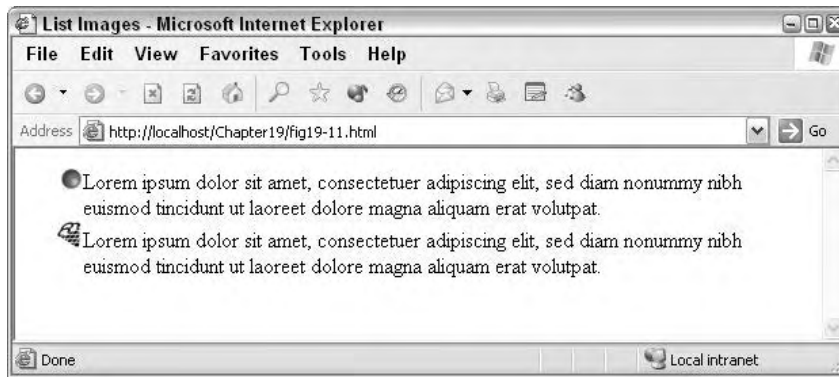 List Images - Microsoft Internet Explorer
File Edit View Favorites Tools Help
Address http://localhost/Chapter19/fig19-11.html Go
Lorem ipsum dolor sit amet, consectetuer adipiscing elit, sed diam nonummy nibh
euismod tincidunt ut laoreet dolore magna aliquam erat volutpat.
Lorem ipsum dolor sit amet, consectetuer adipiscing elit, sed diam nonummy nibh
euismod tincidunt ut laoreet dolore magna aliquam erat volutpat.
Done Local intranet